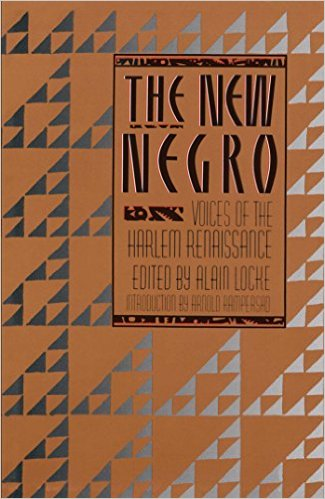 THE NEW
NEGRO
VOICES OF THE
HARLEM RENAISSANCE
EDITED BY ALAIN LOCKE
INTRODUCTION BY ARNOLD RAMPERSAD